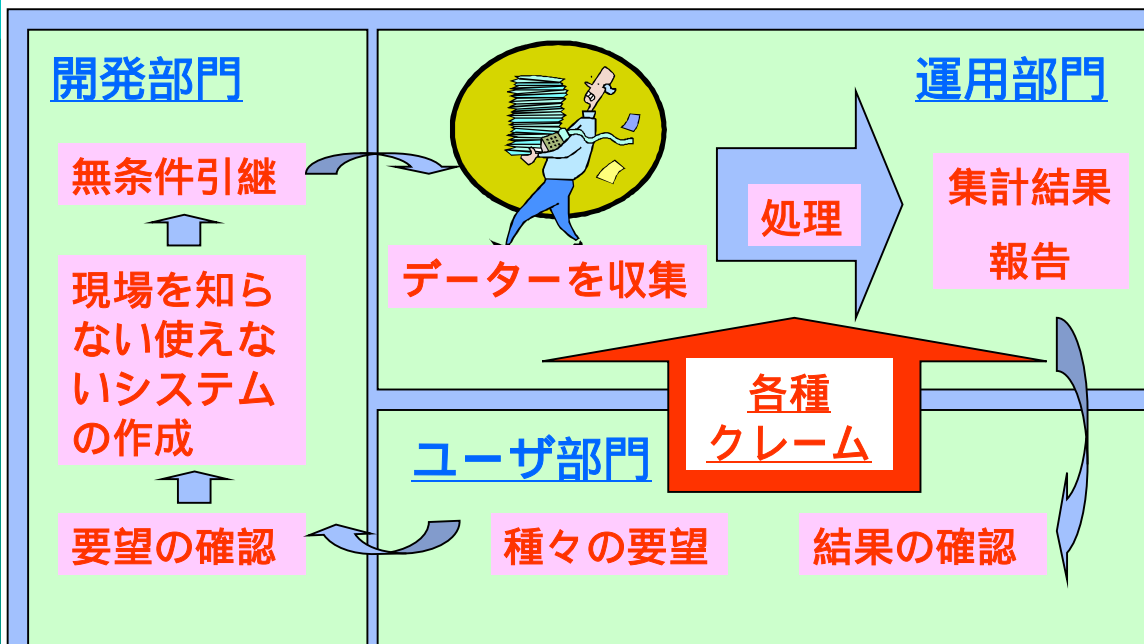 開発部門
無条件引継
現場を知ら
ない使えな
いシステム
の作成
要望の確認
運用部門
データーを収集
処理
集計結果
報告
各種
クレーム
ユーザ部門
種々の要望
結果の確認